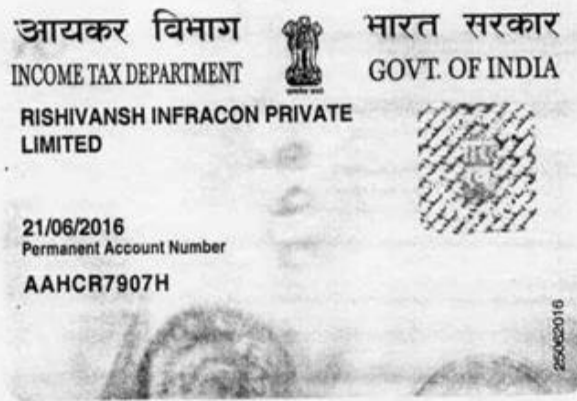 आयकर विभाग
भारत सरकार
INCOME TAX DEPARTMENT
GOVT. OF INDIA
RISHIVANSH INFRACON PRIVATE
LIMITED
21/06/2016
Permanent Account Number
AAHCR7907H
25062016